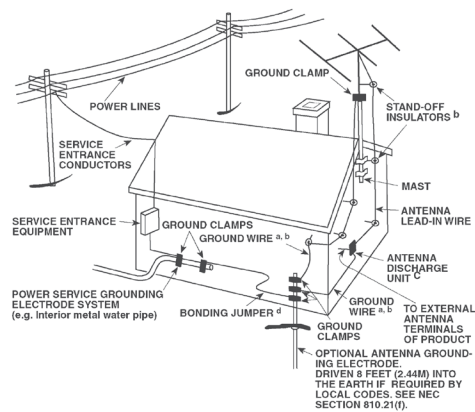 GROUND CLAMP
POWER LINES
STAND-OFF
INSULATORS b
SERVICE
ENTRANCE
CONDUCTORS
MAST
ANTENNA
LEAD-IN WIRE
SERVICE ENTRANCE
EQUIPMENT
GROUND CLAMPS
GROUND WIRE a, b
ANTENNA
DISCHARGE
UNIT C
POWER SERVICE GROUNDING
ELECTRODE SYSTEM
(e.g. Interior metal water pipe)
BONDING JUMPER d
GROUND
WIRE a, b
TO EXTERNAL
ANTENNA
TERMINALS
OF PRODUCT
GROUND
CLAMPS
OPTIONAL ANTENNA GROUND-
ING ELECTRODE.
DRIVEN 8 FEET (2.44M) INTO
THE EARTH IF REQUIRED BY
LOCAL CODES. SEE NEC
SECTION 810.21(f).